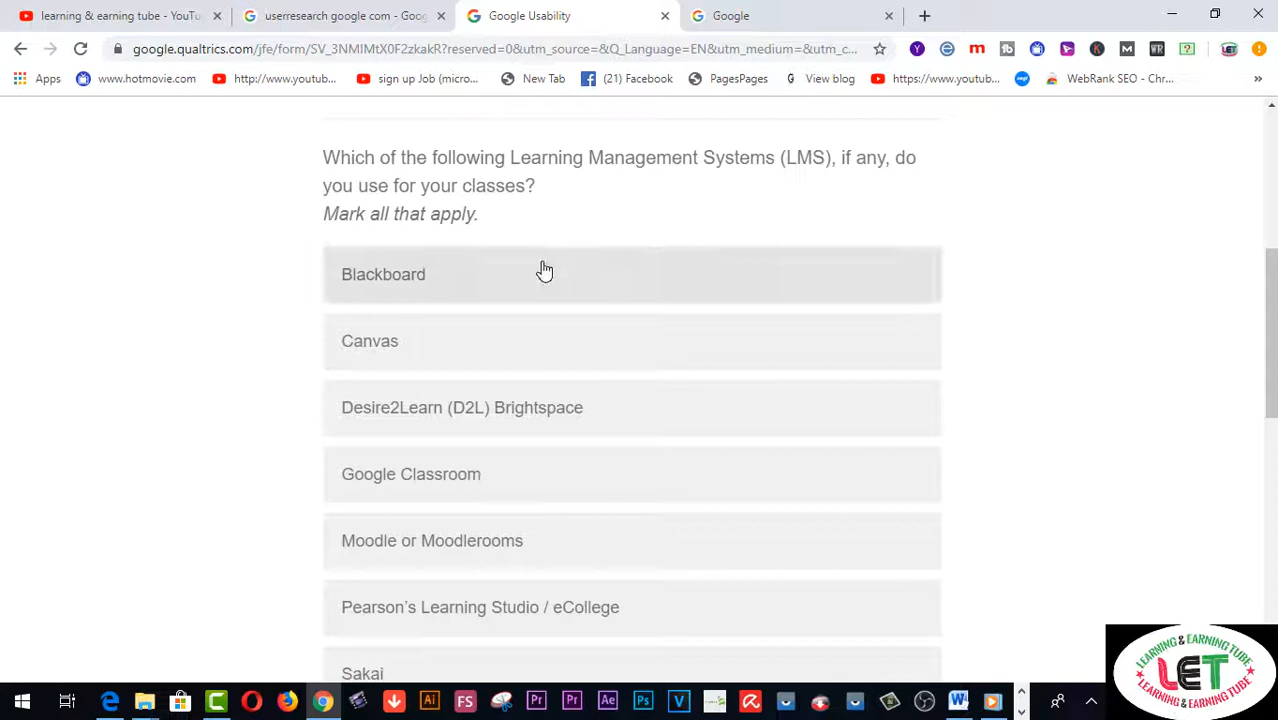 learning & earning tube - YouTu
userresearch google com - Goog
Google Usability
Google
google.qualtrics.com/jfe/form/SV_3NMIMtX0F2zkakR?reserved=0&utm_source=&Q_Language=EN&utm_medium=&utm_c...
Apps
www.hotmovie.com
http://www.youtub...
sign up Job (micro...
New Tab
(21) Facebook
PagesPages
View blog
https://www.youtub...
WebRank SEO - Chr...
Which of the following Learning Management Systems (LMS), if any, do
you use for your classes?
Mark all that apply.
Blackboard
Canvas
Desire2Learn (D2L) Brightspace
Google Classroom
Moodle or Moodlerooms
Pearson’s Learning Studio / eCollege
Sakai
LEARNING & EARNING TUBE
LET
LEARNING & EARNING TUBE